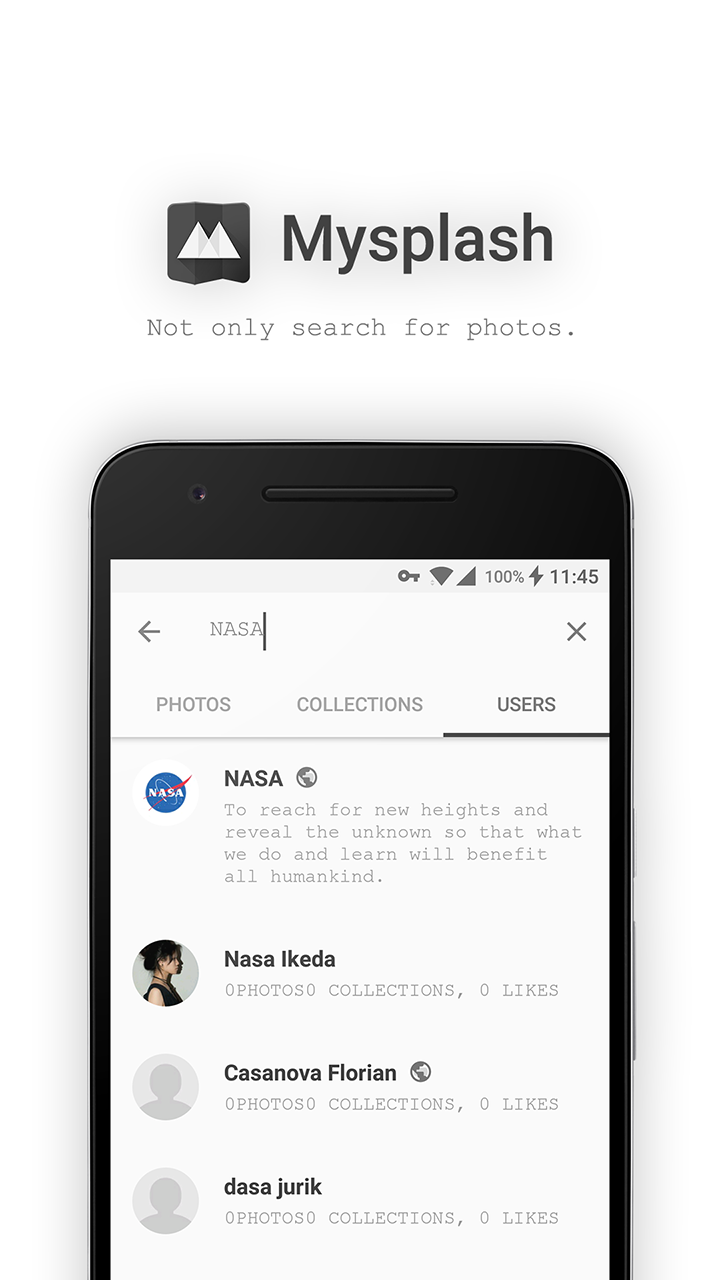 Mysplash
Not only search for photos.
100% 11:45
NASA
PHOTOS COLLECTIONS USERS
NASA
NASA
To reach for new heights and
reveal the unknown so that what
we do and learn will benefit
all humankind.
Nasa Ikeda
0PHOTOS0 COLLECTIONS, 0 LIKES
Casanova Florian
0PHOTOS0 COLLECTIONS, 0 LIKES
dasa jurik
0PHOTOS0 COLLECTIONS, 0 LIKES